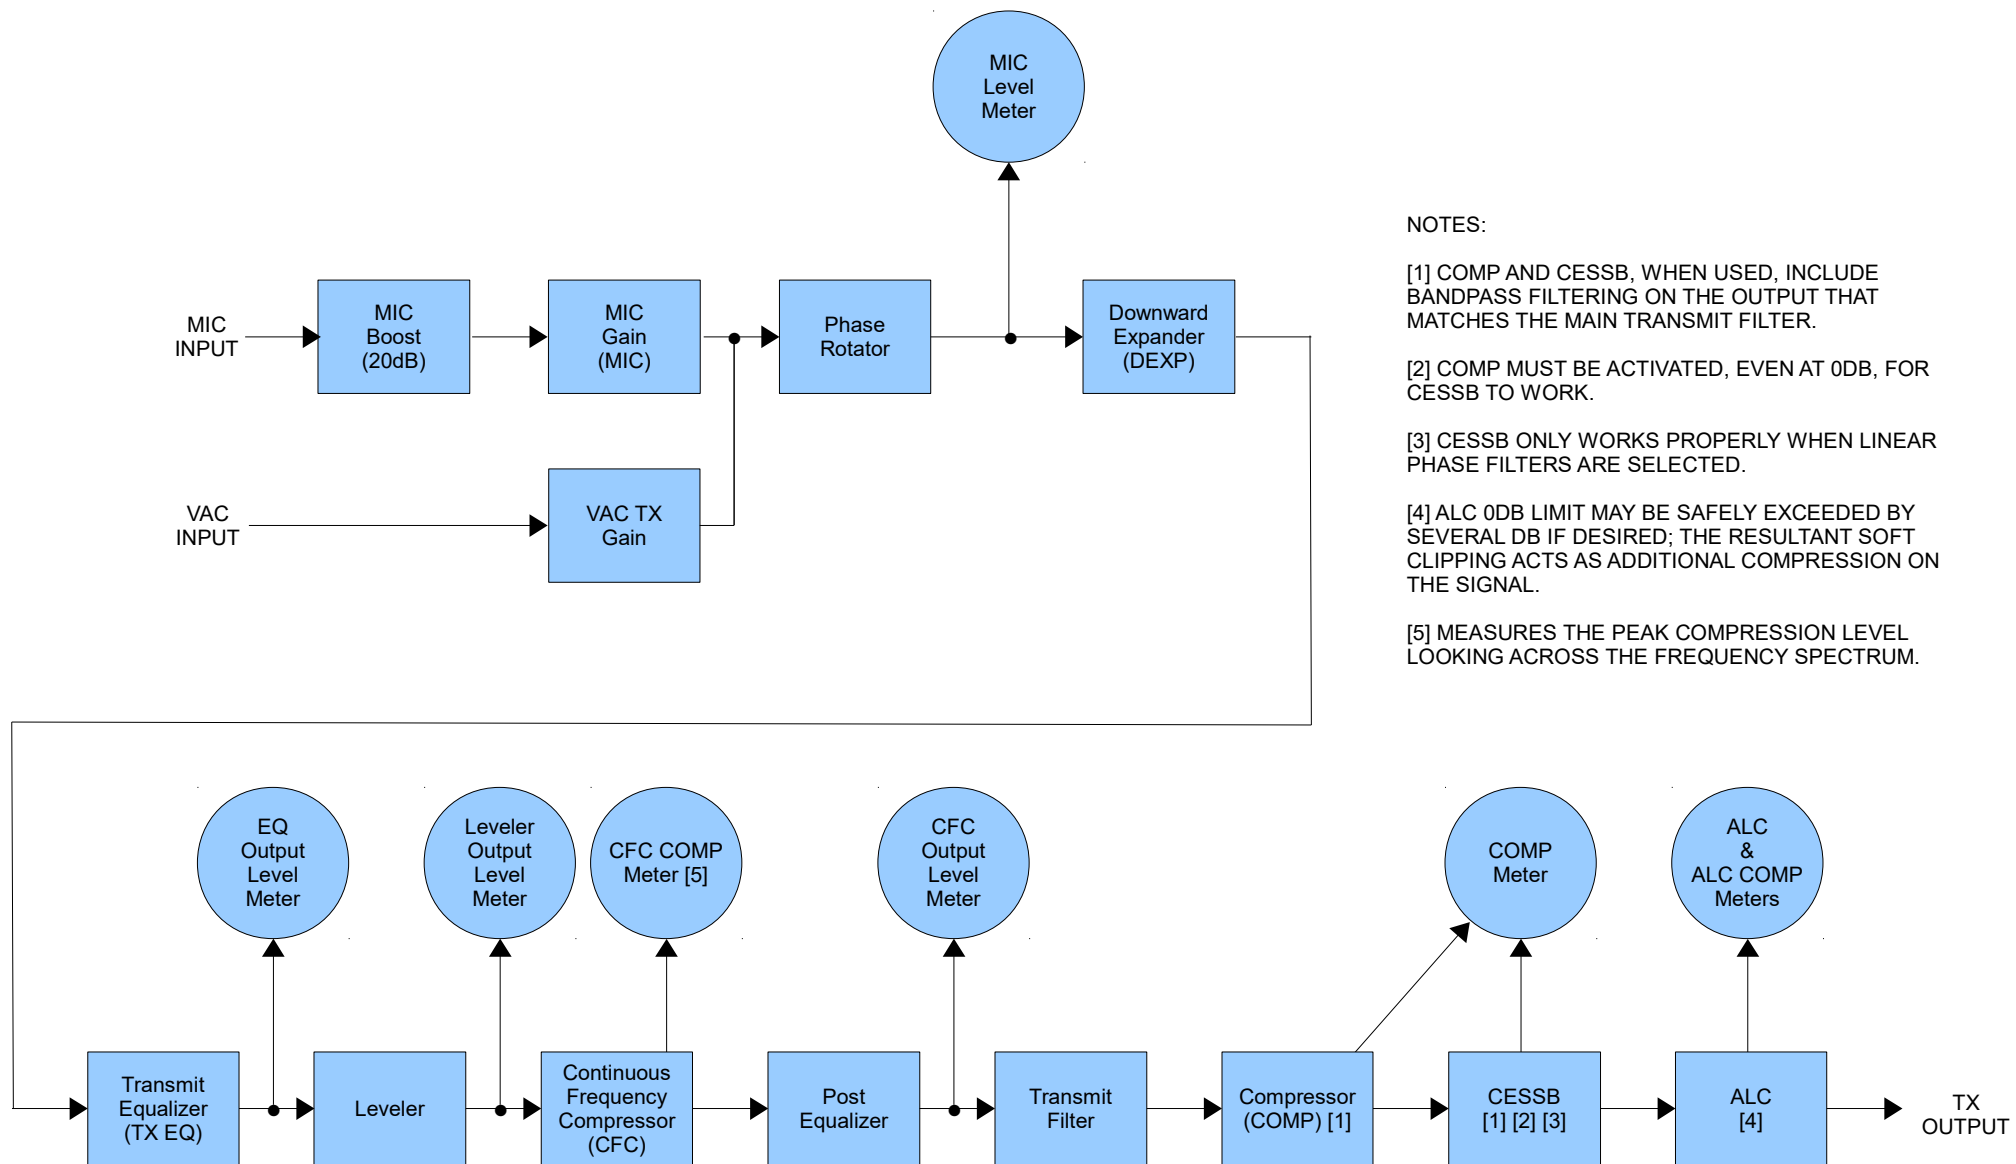 MIC
Level
Meter
MIC
INPUT
MIC
Boost
(20dB)
MIC
Gain
(MIC)
Phase
Rotator
Downward
Expander
(DEXP)
VAC
INPUT
VAC TX
Gain
NOTES:
[1] COMP AND CESSB, WHEN USED, INCLUDE
BANDPASS FILTERING ON THE OUTPUT THAT
MATCHES THE MAIN TRANSMIT FILTER.
[2] COMP MUST BE ACTIVATED, EVEN AT 0DB, FOR
CESSB TO WORK.
[3] CESSB ONLY WORKS PROPERLY WHEN LINEAR
PHASE FILTERS ARE SELECTED.
[4] ALC 0DB LIMIT MAY BE SAFELY EXCEEDED BY
SEVERAL DB IF DESIRED; THE RESULTANT SOFT
CLIPPING ACTS AS ADDITIONAL COMPRESSION ON
THE SIGNAL.
[5] MEASURES THE PEAK COMPRESSION LEVEL
LOOKING ACROSS THE FREQUENCY SPECTRUM.
EQ
Output
Level
Meter
Leveler
Output
Level
Meter
CFC COMP
Meter [5]
CFC
Output
Level
Meter
COMP
Meter
ALC
&
ALC COMP
Meters
Transmit
Equalizer
(TX EQ)
Leveler
Continuous
Frequency
Compressor
(CFC)
Post
Equalizer
Transmit
Filter
Compressor
(COMP) [1]
CESSB
[1] [2] [3]
ALC
[4]
TX
OUTPUT